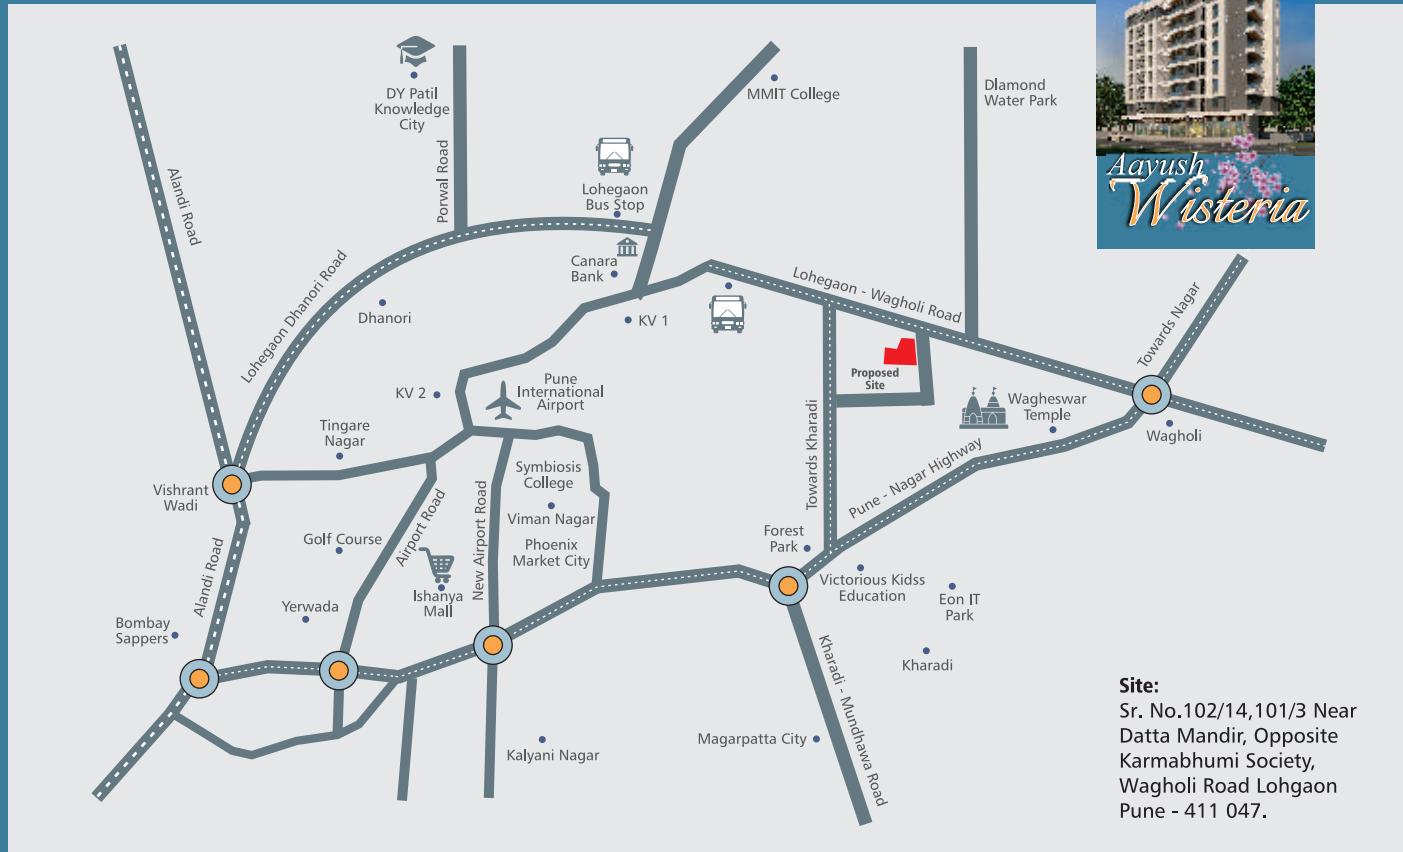 DY Patil
Knowledge
City
Porwal Road
Alandi Road
Lohegaon Dhanori Road
Lohegaon
Bus Stop
Canara
Bank
Dhanori
KV 1
KV 2
MMIT College
DIamond
Water Park
Aayush
Wisteria
Lohegaon - Wagholi Road
Towards Nagar
Proposed
Site
Pune
International
Airport
Tingare
Nagar
Wagheswar
Temple
Wagholi
Towards Kharadi
Pune - Nagar Highway
Vishrant
Wadi
Symbiosis
College
Viman Nagar
Phoenix
Market City
Golf Course
Airport Road
New Airport Road
Ishanya
Mall
Forest
Park
Victorious Kidss
Education
Eon IT
Park
Alandi Road
Yerwada
Bombay
Sappers
Kharadi
Kharadi - Mundhawa Road
Magarpatta City
Kalyani Nagar
Site:
Sr. No.102/14,101/3 Near
Datta Mandir, Opposite
Karmabhumi Society,
Wagholi Road Lohgaon
Pune - 411 047.